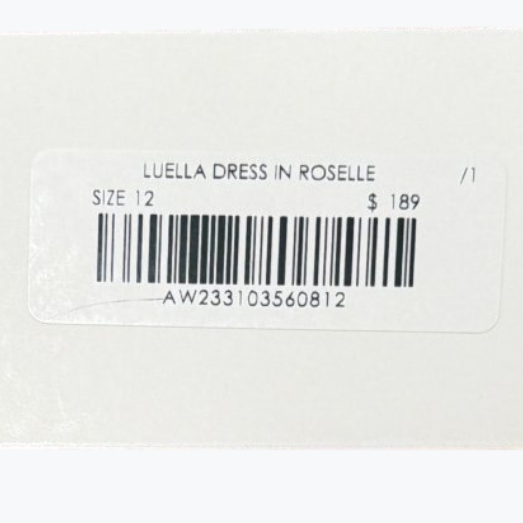 LUELLA DRESS IN ROSELLE /1
SIZE 12 $ 189
AW233103560812